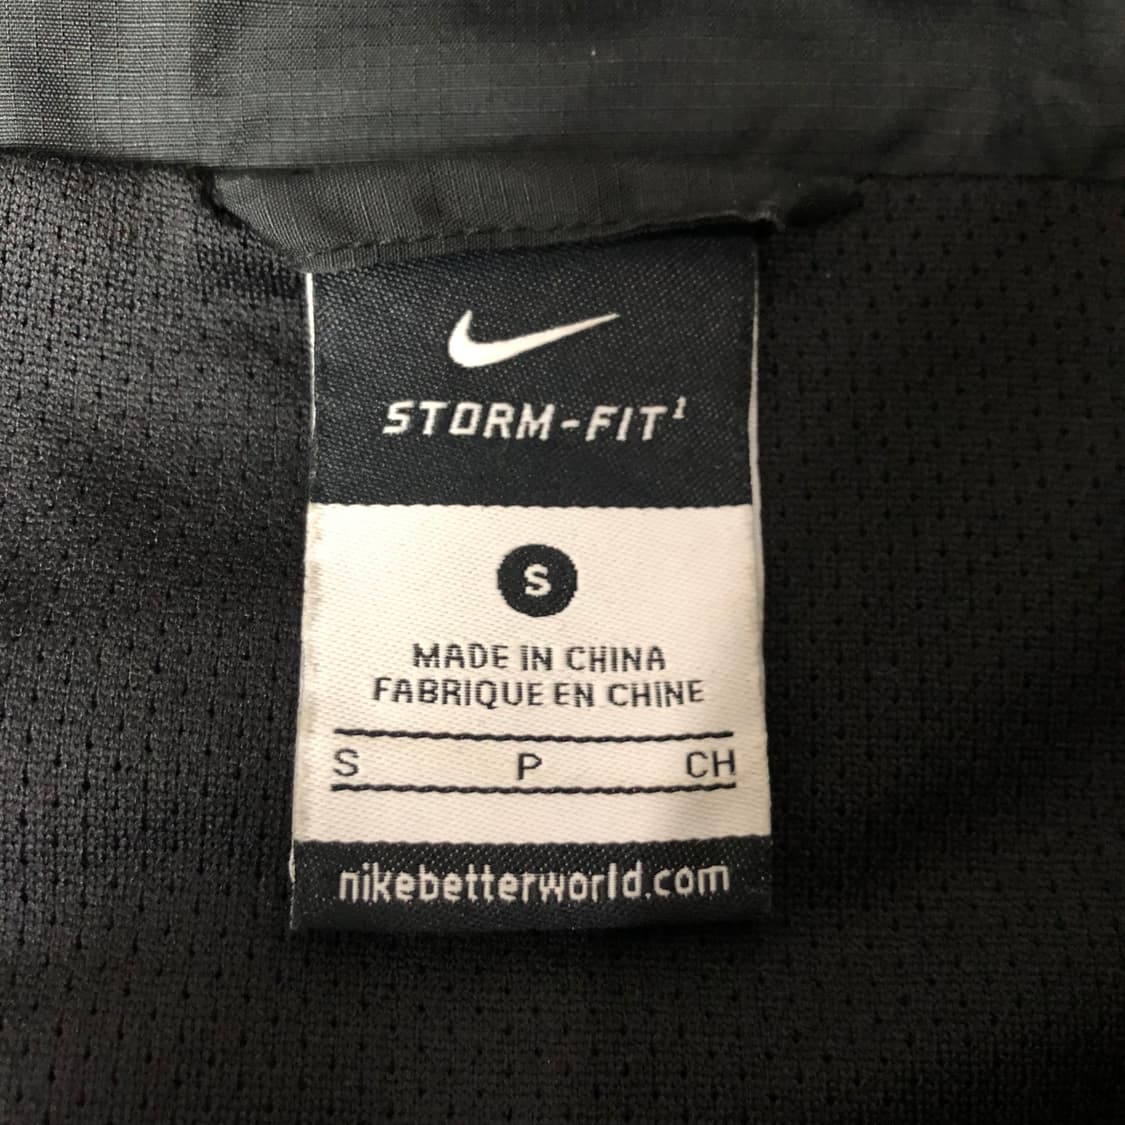 STORM-FIT¹
S
MADE IN CHINA
FABRIQUE EN CHINE
S P CH
nikebetterworld.com